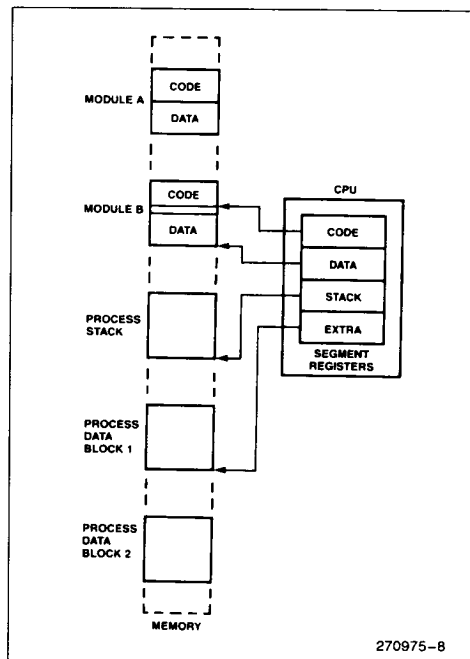 CODE
MODULE A
DATA
CODE
MODULE B
DATA
CPU
CODE
DATA
STACK
EXTRA
SEGMENT
REGISTERS
PROCESS
STACK
PROCESS
DATA
BLOCK 1
PROCESS
DATA
BLOCK 2
MEMORY
270975-8